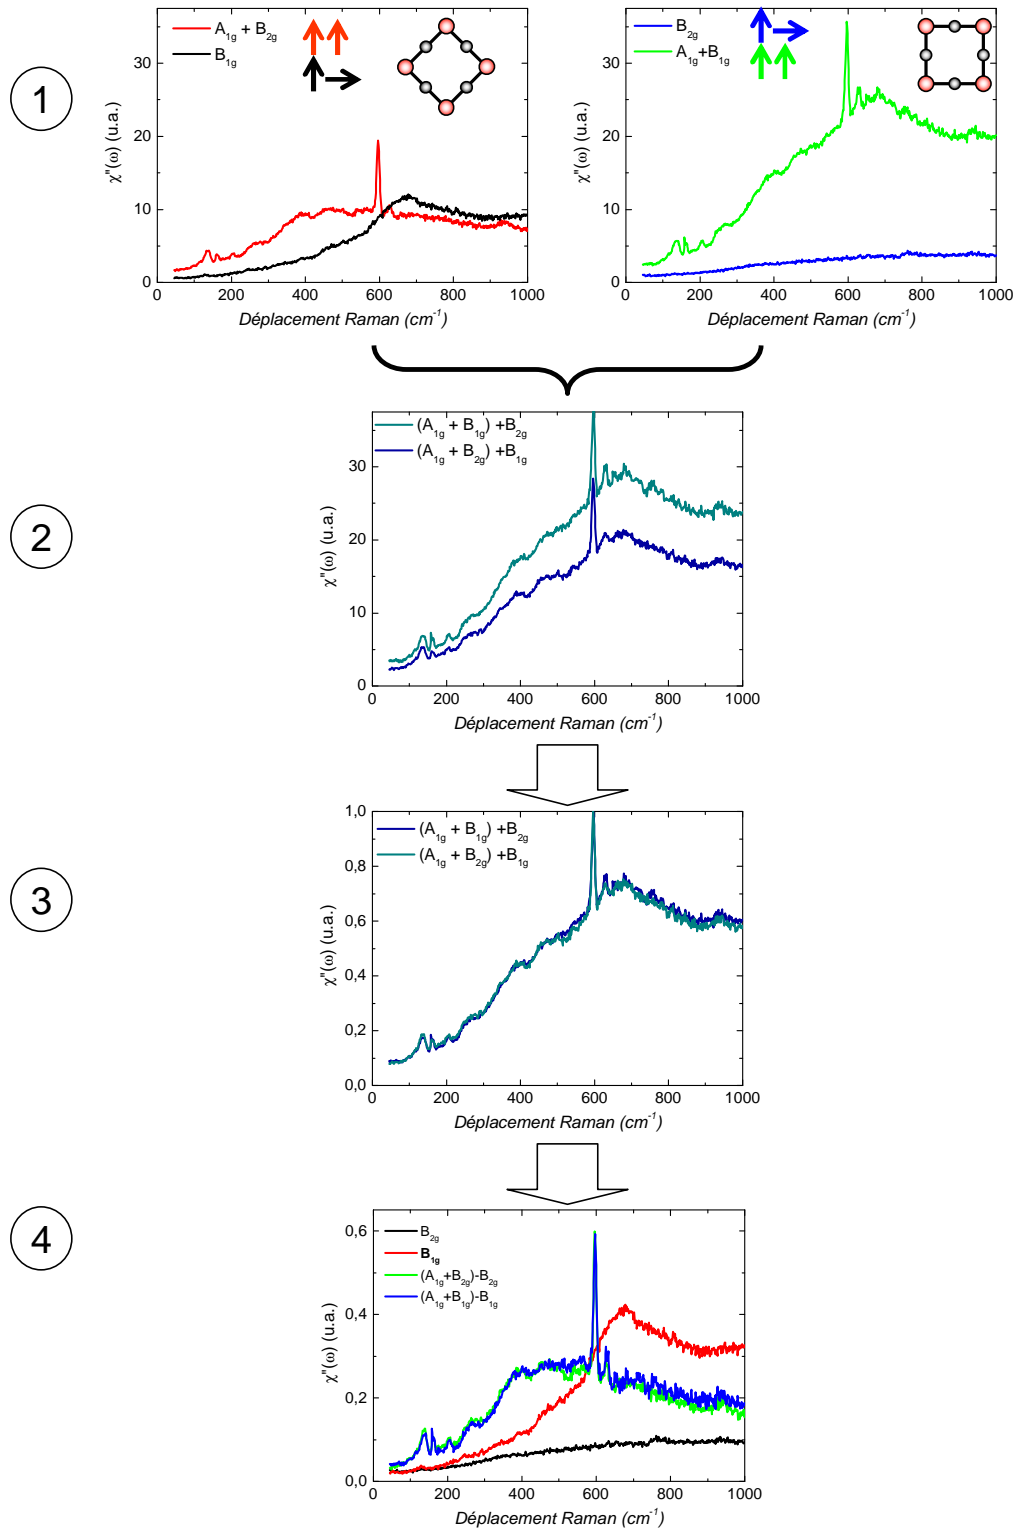 1
A1g + B2g
B1g
30
20
10
0
χ"(ω) (u.a.)
0 200 400 600 800 1000
Déplacement Raman (cm-1)
B2g
A1g+B1g
30
20
10
0
χ"(ω) (u.a.)
0 200 400 600 800 1000
Déplacement Raman (cm-1)
2
(A1g + B1g) +B2g
(A1g + B2g) +B1g
30
20
10
0
χ"(ω) (u.a.)
0 200 400 600 800 1000
Déplacement Raman (cm-1)
3
(A1g + B1g) +B2g
(A1g + B2g) +B1g
1,0
0,8
0,6
0,4
0,2
0,0
χ"(ω) (u.a.)
0 200 400 600 800 1000
Déplacement Raman (cm-1)
4
B2g
B1g
(A1g+B2g)-B2g
(A1g+B1g)-B1g
0,6
0,4
0,2
0,0
χ"(ω) (u.a.)
0 200 400 600 800 1000
Déplacement Raman (cm-1)